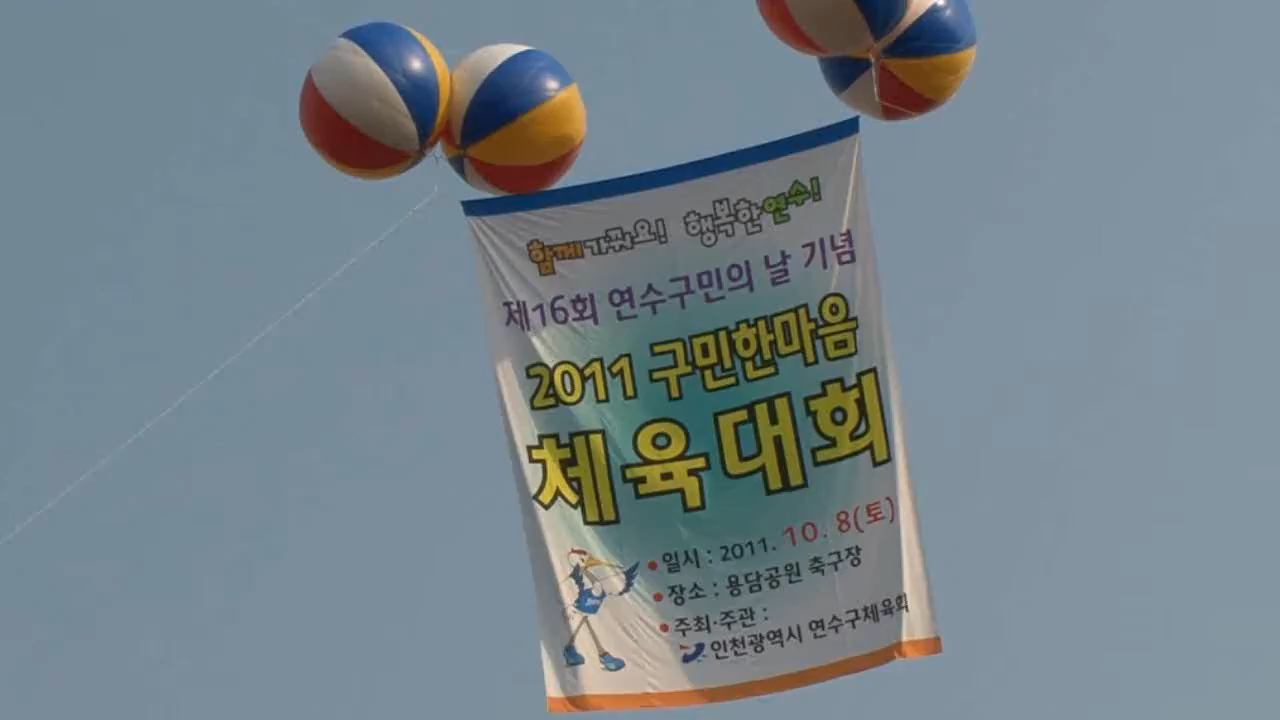 함께가꿔요! 행복한연수!
제16회 연수구민의 날 기념
2011 구민한마음
체육대회
• 일시 : 2011. 10. 8(토)
• 장소 : 용담공원 축구장
• 주최·주관 :
인천광역시 연수구체육회